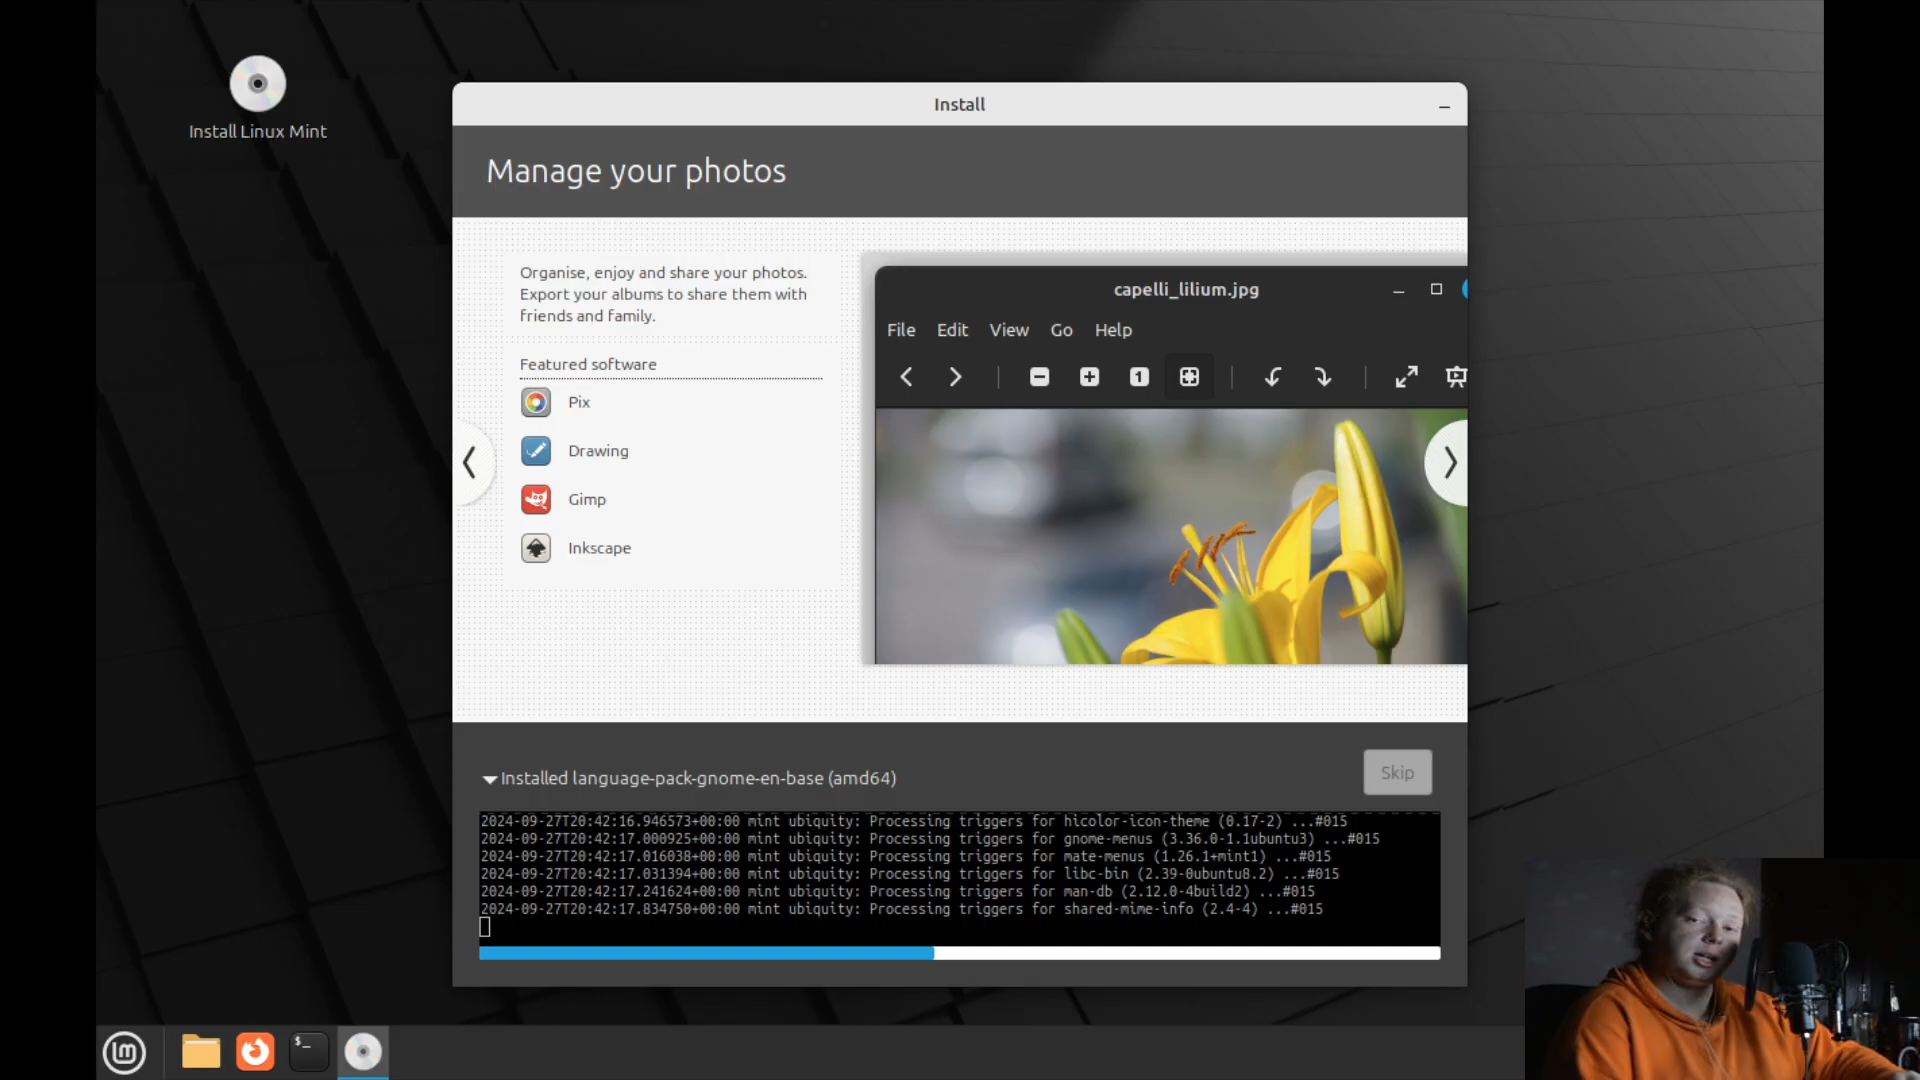 Install Linux Mint
Install
Manage your photos
Organise, enjoy and share your photos.
Export your albums to share them with
friends and family.
Featured software
Pix
Drawing
Gimp
Inkscape
capelli_lilium.jpg
File Edit View Go Help
1
Installed language-pack-gnome-en-base (amd64)
Skip
2024-09-27T20:42:16.946573+00:00 mint ubiquity: Processing triggers for hicolor-icon-theme (0.17-2) ...#015
2024-09-27T20:42:17.000925+00:00 mint ubiquity: Processing triggers for gnome-menus (3.36.0-1.1ubuntu3) ...#015
2024-09-27T20:42:17.016038+00:00 mint ubiquity: Processing triggers for mate-menus (1.26.1+mint1) ...#015
2024-09-27T20:42:17.031394+00:00 mint ubiquity: Processing triggers for libc-bin (2.39-0ubuntu8.2) ...#015
2024-09-27T20:42:17.241624+00:00 mint ubiquity: Processing triggers for man-db (2.12.0-4build2) ...#015
2024-09-27T20:42:17.834750+00:00 mint ubiquity: Processing triggers for shared-mime-info (2.4-4) ...#015
$_